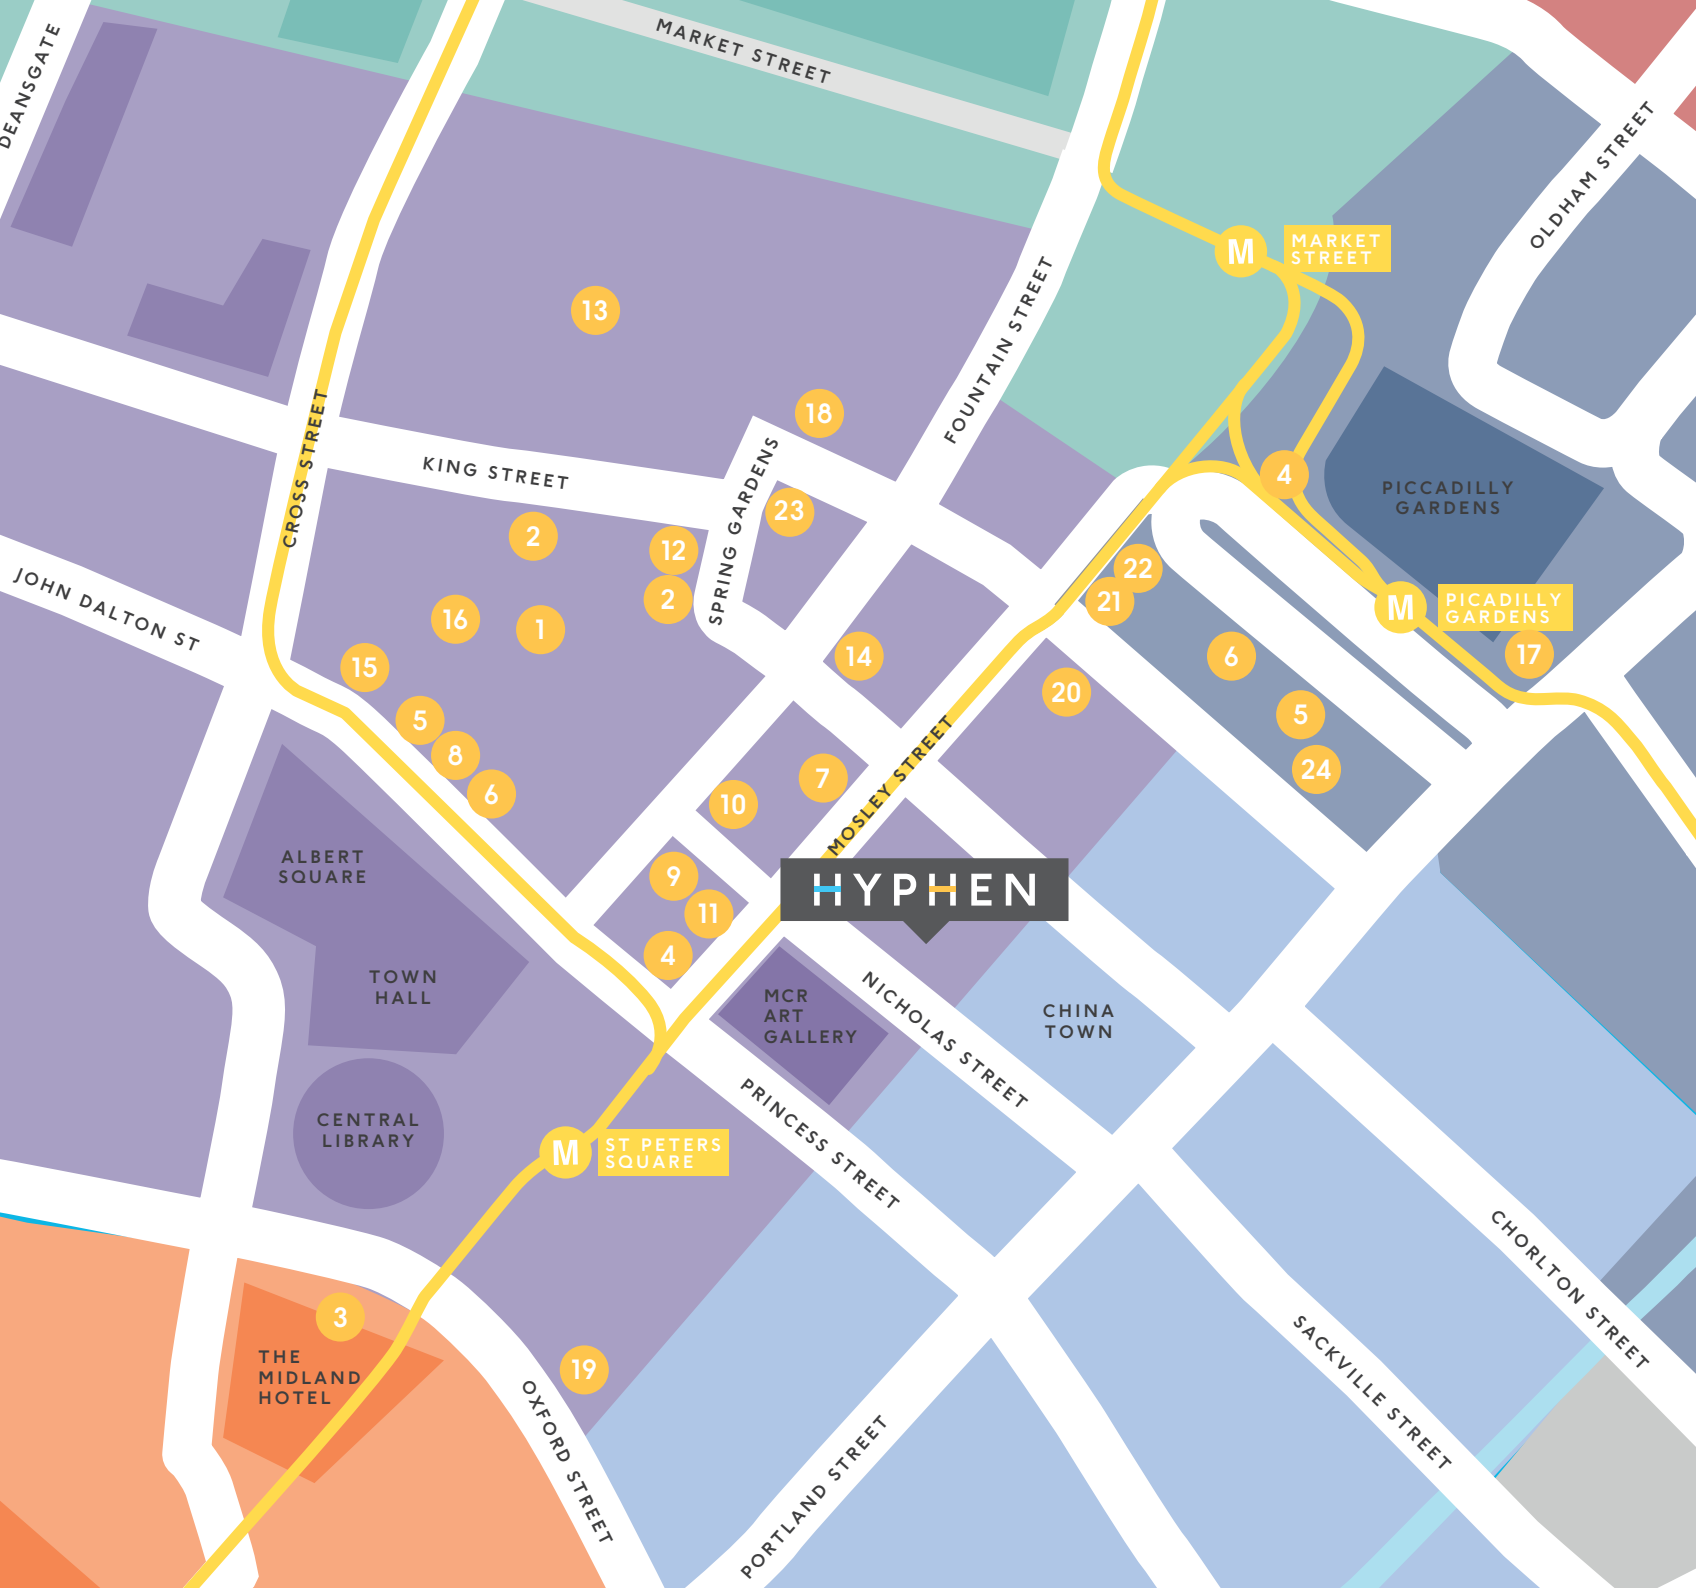 MARKET STREET
DEANSGATE
OLDHAM STREET
M
MARKET
STREET
13
FOUNTAIN STREET
18
CROSS STREET
KING STREET
SPRING GARDENS
4
PICCADILLY
GARDENS
23
2
12
22
JOHN DALTON ST
2
21
M
PICADILLY
GARDENS
16
1
15
14
6
17
20
5
5
8
6
7
24
10
MOSLEY STREET
ALBERT
SQUARE
9
HYPHEN
11
4
TOWN
HALL
MCR
ART
GALLERY
NICHOLAS STREET
CHINA
TOWN
CENTRAL
LIBRARY
PRINCESS STREET
M
ST PETERS
SQUARE
CHORLTON STREET
3
THE
MIDLAND
HOTEL
19
SACKVILLE STREET
OXFORD STREET
PORTLAND STREET